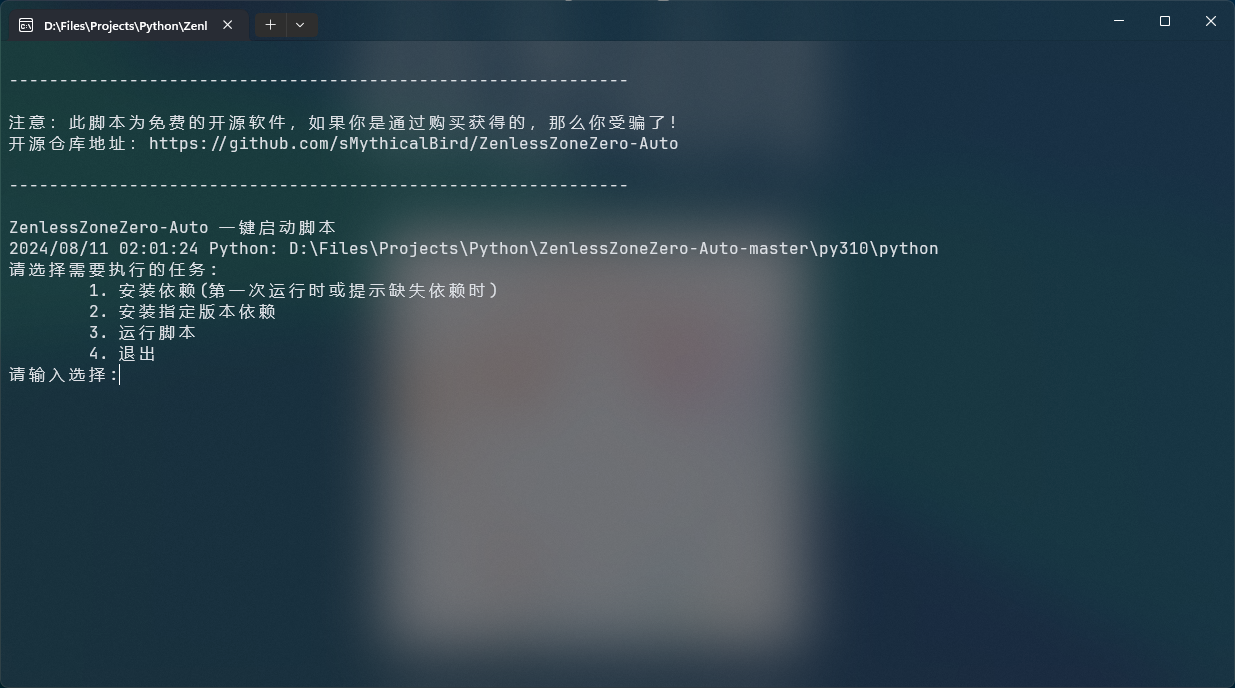 D:\Files\Projects\Python\Zenl
------------------------------------------------------------
注意：此脚本为免费的开源软件，如果你是通过购买获得的，那么你受骗了！
开源仓库地址：https://github.com/sMythicalBird/ZenlessZoneZero-Auto
------------------------------------------------------------
ZenlessZoneZero-Auto 一键启动脚本
2024/08/11 02:01:24 Python: D:\Files\Projects\Python\ZenlessZoneZero-Auto-master\py310\python
请选择需要执行的任务：
1. 安装依赖(第一次运行时或提示缺失依赖时)
2. 安装指定版本依赖
3. 运行脚本
4. 退出
请输入选择: